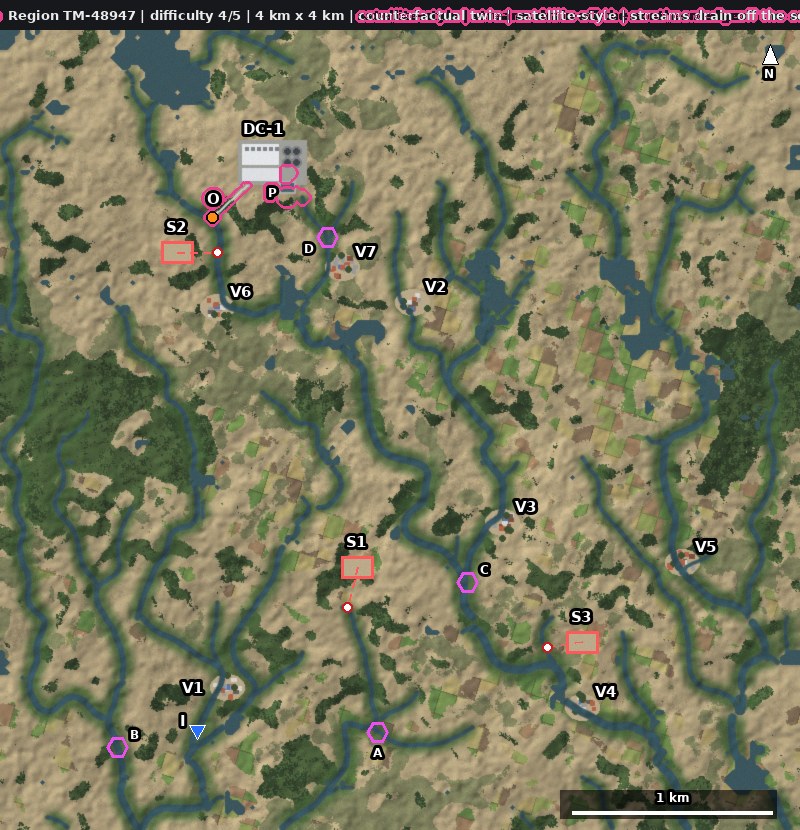 Region TM-48947 | difficulty 4/5 | 4 km x 4 km | counterfactual twin | satellite-style | streams drain off the sc
N
DC-1
O
P
S2
D
V7
V6
V2
V3
S1
C
V5
S3
V1
V4
I
B
A
1 km